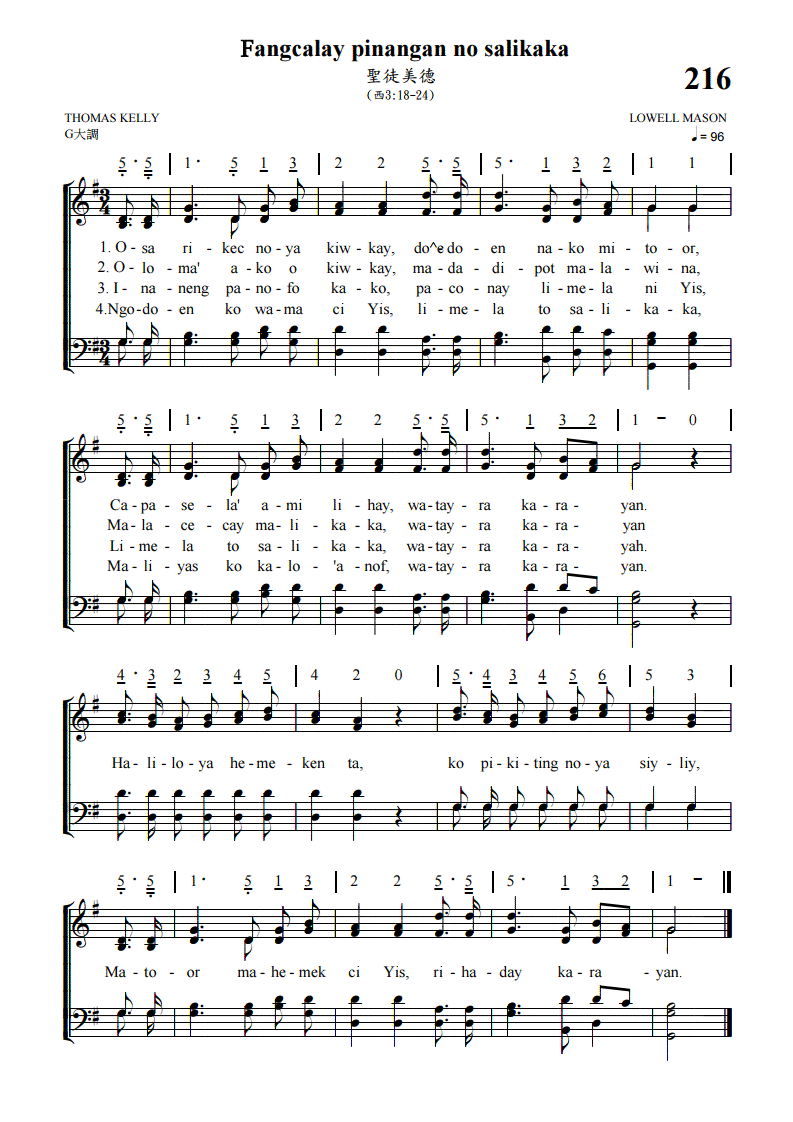 Fangcalay pinangan no salikaka
聖徒美德
(西3:18-24)
216
THOMAS KELLY
LOWELL MASON
G大調
♩= 96
5 · 5 | 1 · 5 1 3 | 2 2 5 · 5 | 5 · 1 3 2 | 1 1 |
1. O - sa ri - kec no - ya kiw - kay, do^e do - en na - ko mi - to - or,
2. O - lo - ma' a - ko o kiw - kay, ma - da - di - pot ma - la - wi - na,
3. I - na - neng pa - no - fo ka - ko, pa - co - nay li - me - la ni Yis,
4.Ngo - do - en ko wa - ma ci Yis, li - me - la to sa - li - ka - ka,
5 · 5 | 1 · 5 1 3 | 2 2 5 · 5 | 5 · 1 3 2 | 1 - 0 |
Ca - pa - se - la' a - mi li - hay, wa - tay - ra ka - ra - yan.
Ma - la - ce - cay ma - li - ka - ka, wa - tay - ra ka - ra - yan
Li - me - la to sa - li - ka - ka, wa - tay - ra ka - ra - yah.
Ma - li - yas ko ka - lo - 'a - nof, wa - tay - ra ka - ra - yan.
4 · 3 2 3 4 5 | 4 2 0 | 5 · 4 3 4 5 6 | 5 3 |
Ha - li - lo - ya he - me - ken ta, ko pi - ki - ting no - ya siy - liy,
5 · 5 | 1 · 5 1 3 | 2 2 5 · 5 | 5 · 1 3 2 | 1 - ||
Ma - to - or ma - he - mek ci Yis, ri - ha - day ka - ra - yan.